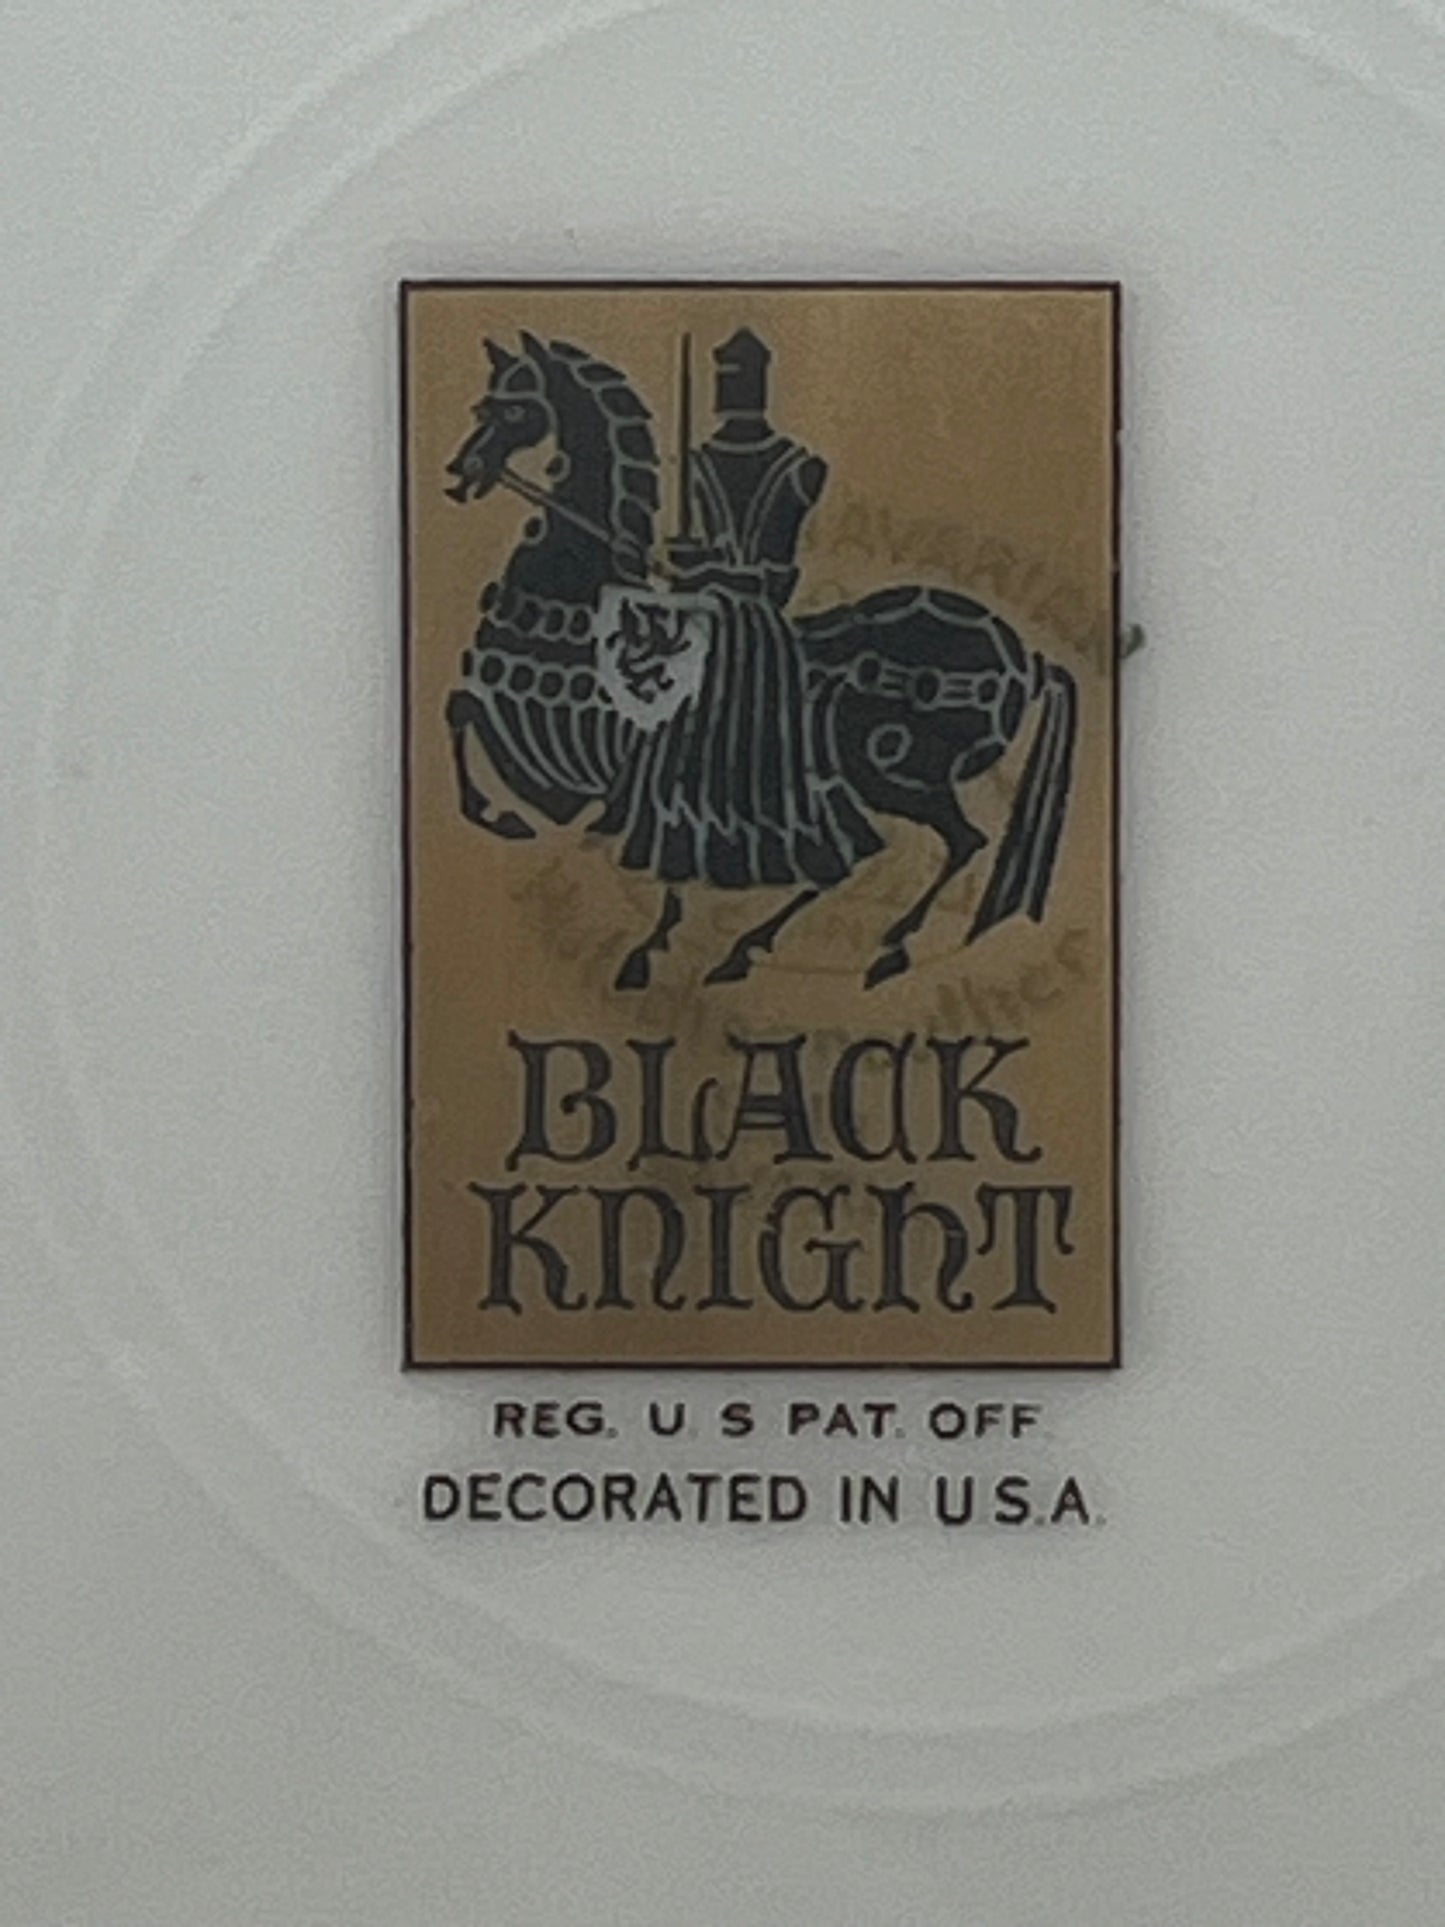 BLACK
KNIGHT
REG. U S PAT. OFF
DECORATED IN U.S.A.